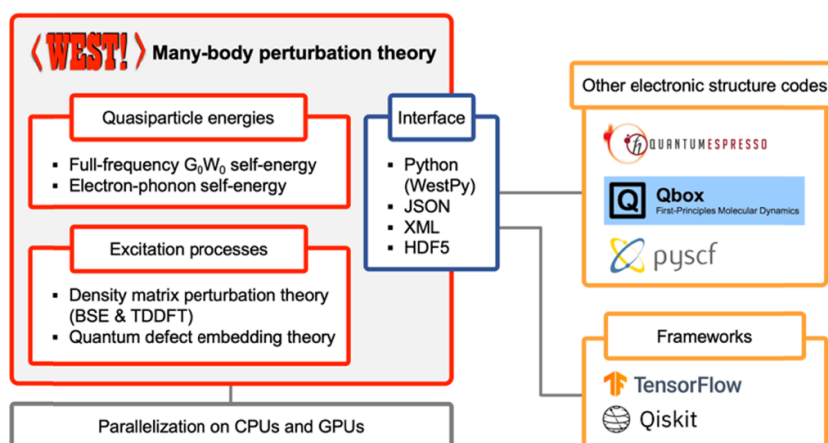 <WEST!> Many-body perturbation theory
Quasiparticle energies
▪ Full-frequency G₀W₀ self-energy
▪ Electron-phonon self-energy
Excitation processes
▪ Density matrix perturbation theory
(BSE & TDDFT)
▪ Quantum defect embedding theory
Interface
▪ Python
(WestPy)
▪ JSON
▪ XML
▪ HDF5
Parallelization on CPUs and GPUs
Other electronic structure codes
QUANTUMESPRESSO
Q Qbox
First-Principles Molecular Dynamics
pyscf
Frameworks
TensorFlow
Qiskit